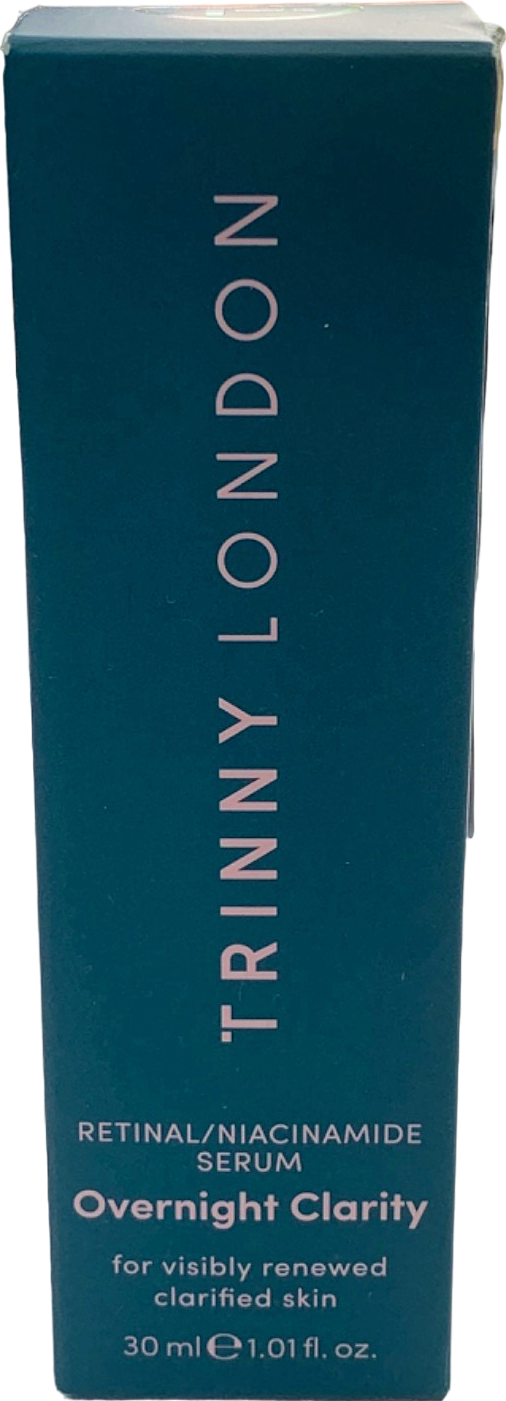 TRINNY LONDON
RETINAL/NIACINAMIDE
SERUM
Overnight Clarity
for visibly renewed
clarified skin
30 ml ℮ 1.01 fl. oz.